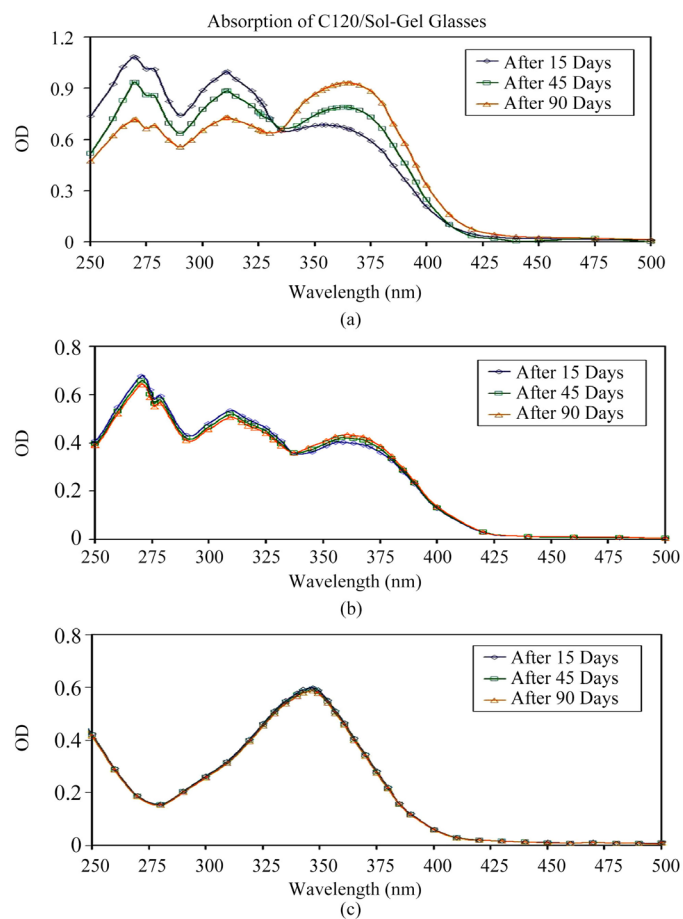 Absorption of C120/Sol-Gel Glasses
1.2
0.9
0.6
0.3
0
OD
After 15 Days
After 45 Days
After 90 Days
250 275 300 325 350 375 400 425 450 475 500
Wavelength (nm)
(a)
0.8
0.6
0.4
0.2
0
OD
After 15 Days
After 45 Days
After 90 Days
250 275 300 325 350 375 400 425 450 475 500
Wavelength (nm)
(b)
0.8
0.6
0.4
0.2
0
OD
After 15 Days
After 45 Days
After 90 Days
250 275 300 325 350 375 400 425 450 475 500
Wavelength (nm)
(c)